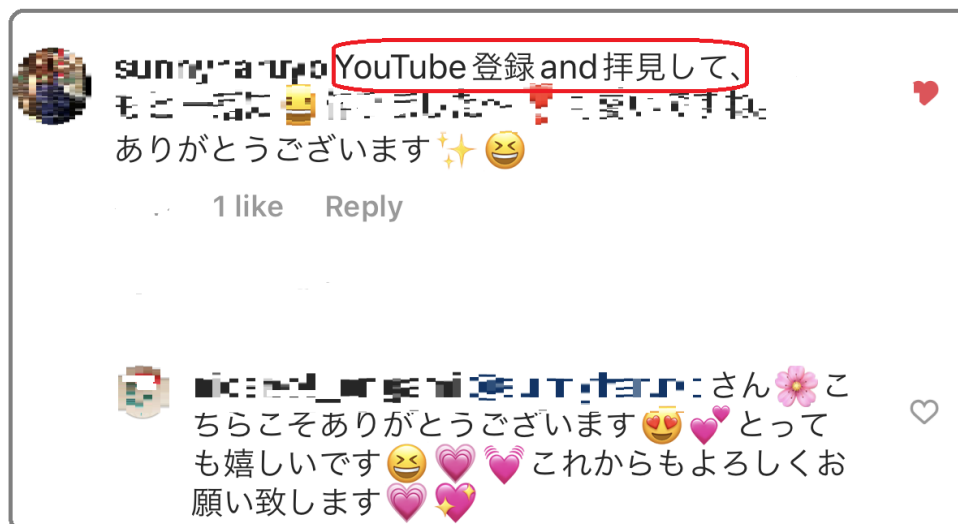 YouTube登録and拝見して、
ありがとうございます✨😆
1 like Reply
さん🌸こ
ちらこそありがとうございます😍💕とって
も嬉しいです😆💗💓これからもよろしくお
願い致します💗💖